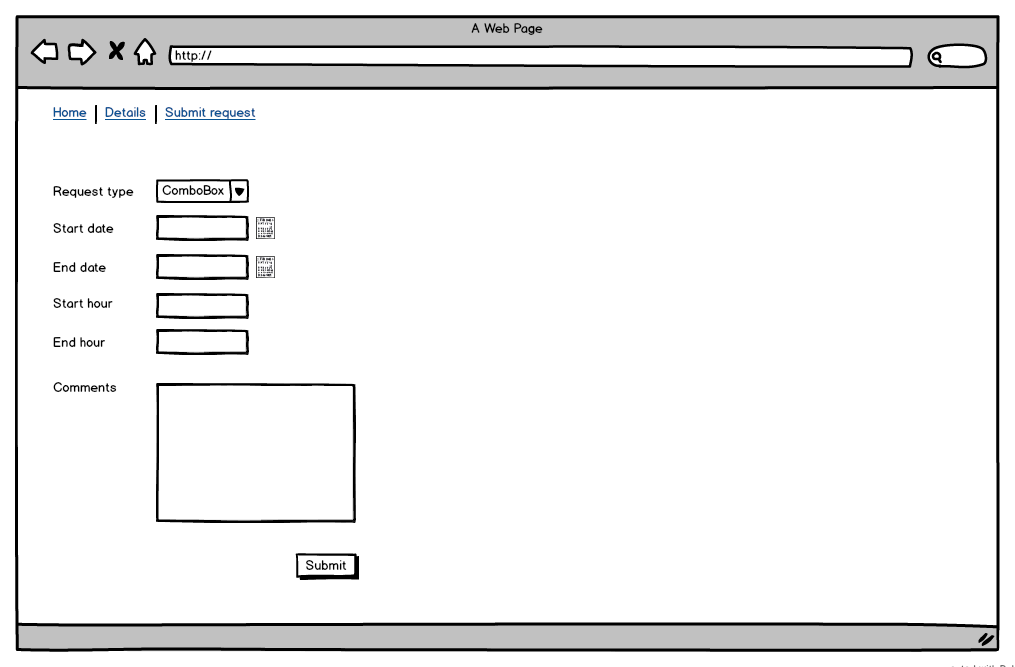 A Web Page
http://
Home Details Submit request
Request type ComboBox
Start date
End date
Start hour
End hour
Comments
Submit